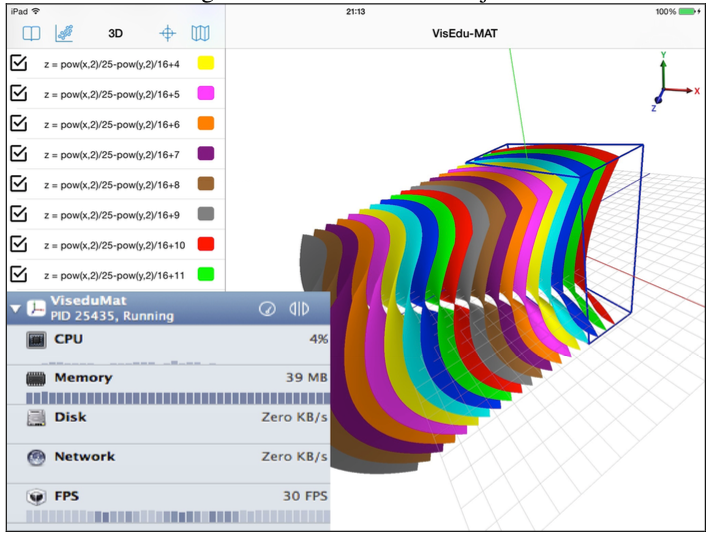 iPad
21:13
100%
3D
VisEdu-MAT
z = pow(x,2)/25-pow(y,2)/16+4
z = pow(x,2)/25-pow(y,2)/16+5
z = pow(x,2)/25-pow(y,2)/16+6
z = pow(x,2)/25-pow(y,2)/16+7
z = pow(x,2)/25-pow(y,2)/16+8
z = pow(x,2)/25-pow(y,2)/16+9
z = pow(x,2)/25-pow(y,2)/16+10
z = pow(x,2)/25-pow(y,2)/16+11
Y
X
Z
ViseduMat
PID 25435, Running
CPU 4%
Memory 39 MB
Disk Zero KB/s
Network Zero KB/s
FPS 30 FPS